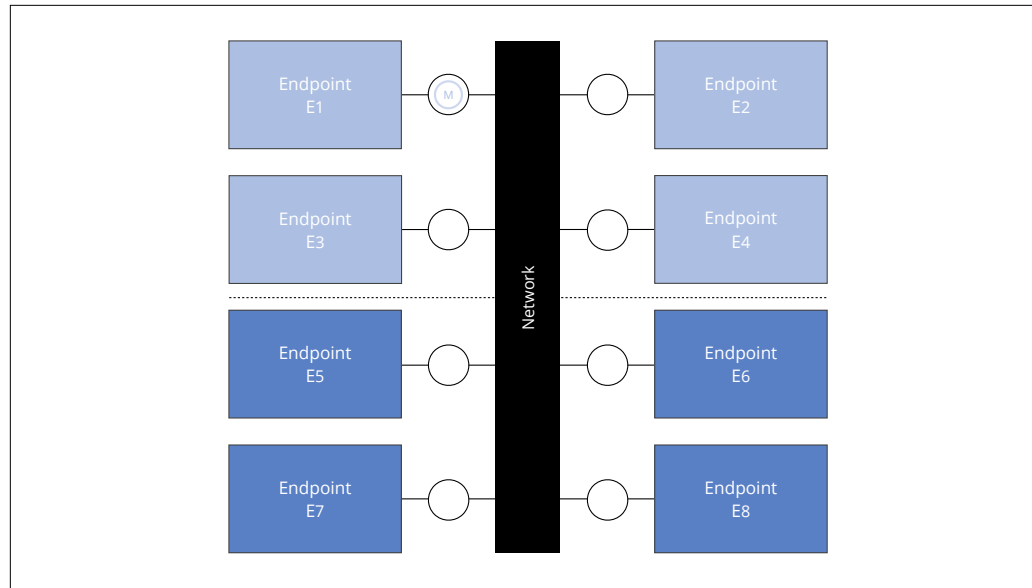 Endpoint
E1
M
Endpoint
E2
Endpoint
E3
Endpoint
E4
Network
Endpoint
E5
Endpoint
E6
Endpoint
E7
Endpoint
E8